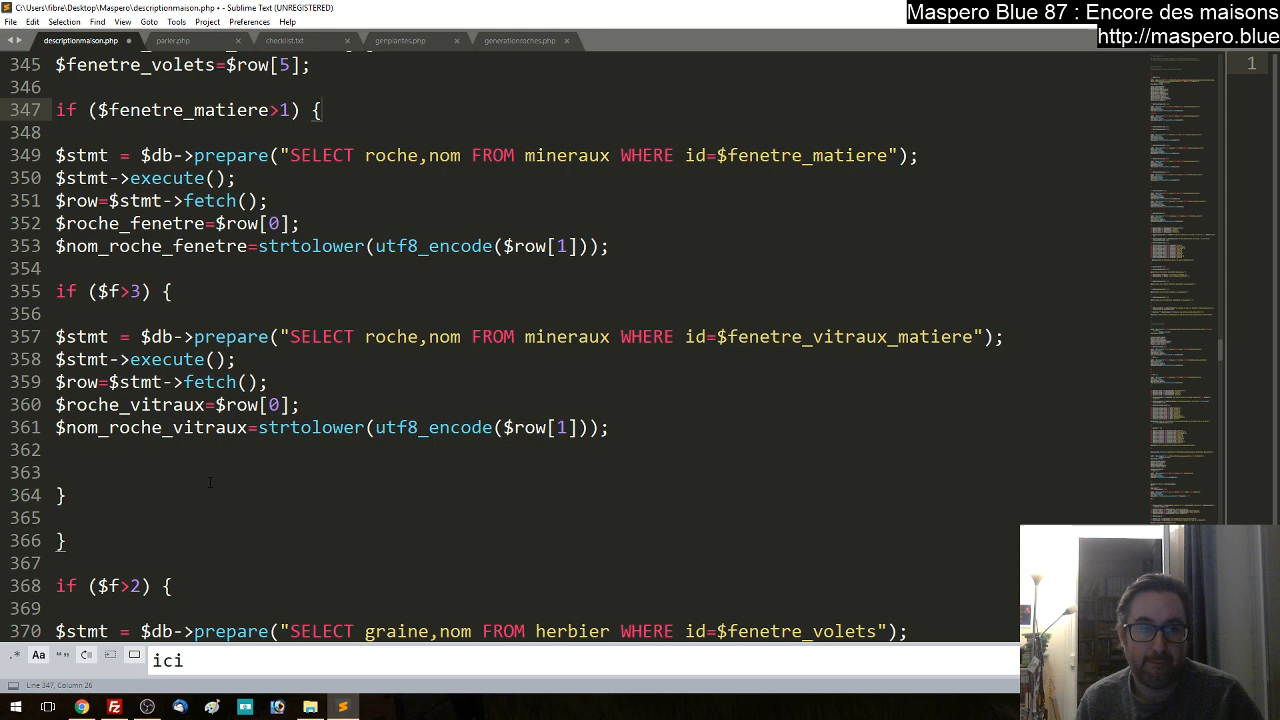 C:\Users\fibre\Desktop\Maspero\descriptionmaison.php • - Sublime Text (UNREGISTERED)
Maspero Blue 87 : Encore des maisons
http://maspero.blue
File Edit Selection Find View Goto Tools Project Preferences Help
descriptionmaison.php parler.php checklist.txt genplantes.php generationroches.php
345 $fenetre_volets=$row[5];
346
347 if ($fenetre_matiere>1) {
348
349 $stmt = $db->prepare("SELECT roche,nom FROM mineraux WHERE id=$fenetre_matiere");
350 $stmt->execute();
351 $row=$stmt->fetch();
352 $roche_fenetre=$row[0];
353 $nom_roche_fenetre=strtolower(utf8_encode($row[1]));
354
355 if ($f>3) {
356
357 $stmt = $db->prepare("SELECT roche,nom FROM mineraux WHERE id=$fenetre_vitraux_matiere");
358 $stmt->execute();
359 $row=$stmt->fetch();
360 $roche_vitraux=$row[0];
361 $nom_roche_vitraux=strtolower(utf8_encode($row[1]));
362
363
364 }
365
366 }
367
368 if ($f>2) {
369
370 $stmt = $db->prepare("SELECT graine,nom FROM herbier WHERE id=$fenetre_volets");
1
.* Aa “” ici
Line 347, Column 26